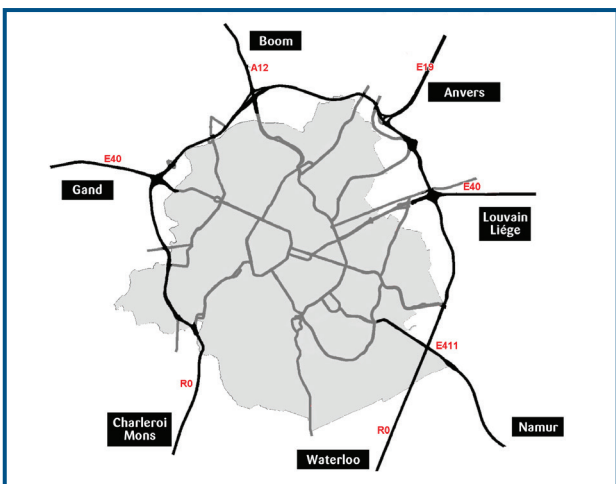 Boom
A12
E19
Anvers
E40
Gand
E40
Louvain
Liége
E411
R0
Charleroi
Mons
R0
Namur
Waterloo